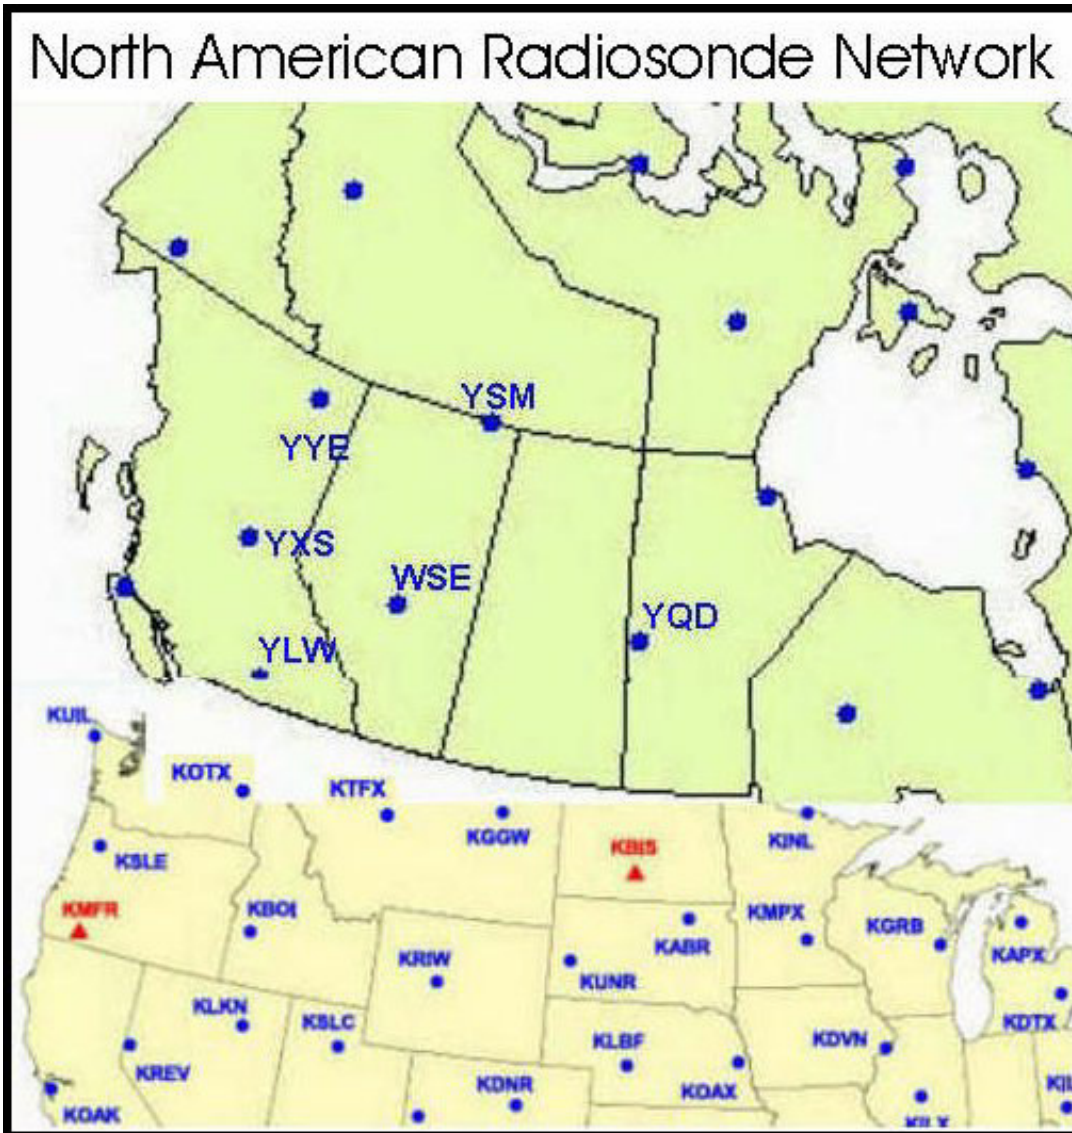 North American Radiosonde Network
YSM
YYE
YXS
WSE
YQD
YLW
KUIL
KOTX
KTFX
KGGW
KBIS
KINL
KSLE
KMFR
KBOI
KMPX
KGRB
KABR
KAPX
KRIW
KUNR
KLKN
KSLC
KDTX
KLBF
KDVN
KREV
KDNR
KOAX
KOAK
KILX